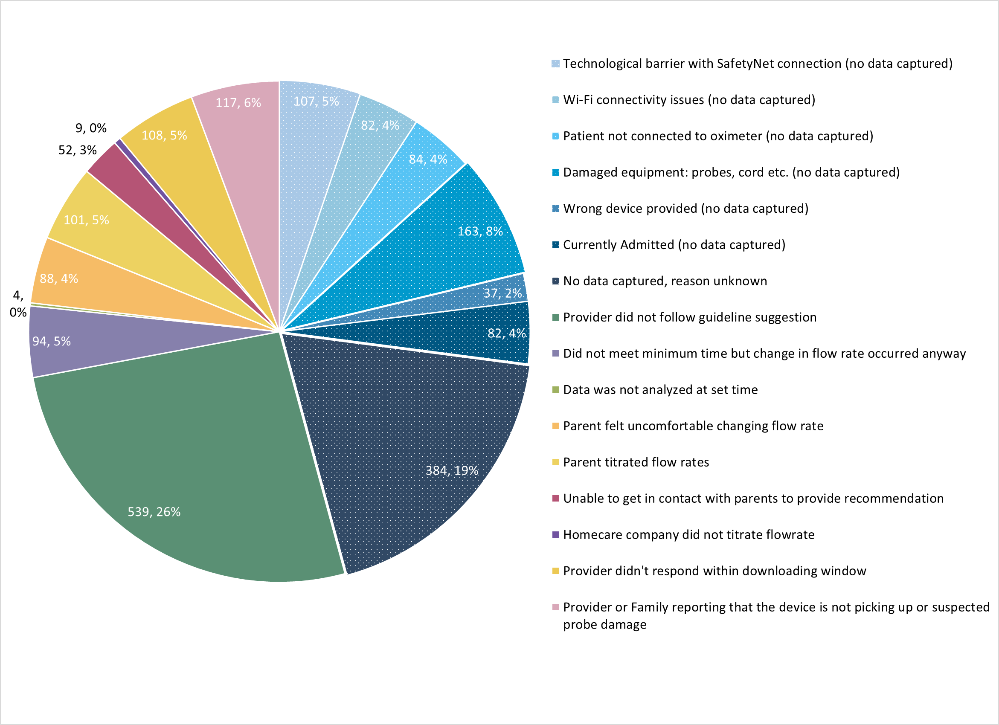 117, 6%
107, 5%
82, 4%
9, 0%
108, 5%
52, 3%
84, 4%
101, 5%
163, 8%
88, 4%
37, 2%
4,
0%
94, 5%
82, 4%
384, 19%
539, 26%
Technological barrier with SafetyNet connection (no data captured)
Wi-Fi connectivity issues (no data captured)
Patient not connected to oximeter (no data captured)
Damaged equipment: probes, cord etc. (no data captured)
Wrong device provided (no data captured)
Currently Admitted (no data captured)
No data captured, reason unknown
Provider did not follow guideline suggestion
Did not meet minimum time but change in flow rate occurred anyway
Data was not analyzed at set time
Parent felt uncomfortable changing flow rate
Parent titrated flow rates
Unable to get in contact with parents to provide recommendation
Homecare company did not titrate flowrate
Provider didn't respond within downloading window
Provider or Family reporting that the device is not picking up or suspected
probe damage